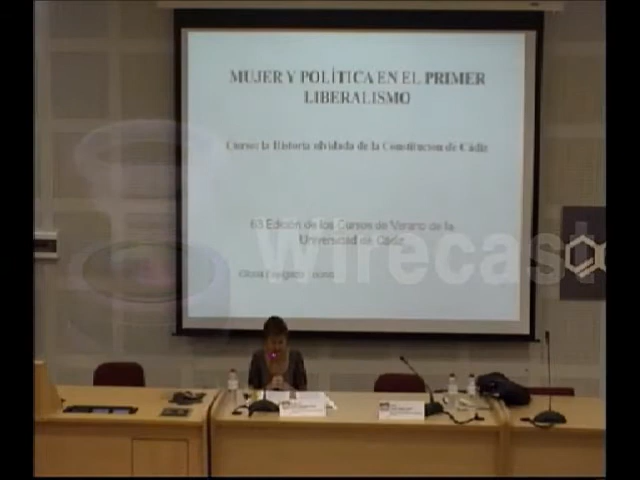 MUJER Y POLÍTICA EN EL PRIMER
LIBERALISMO
Curso: la Historia olvidada de la Constitución de Cádiz
63 Edición de los Cursos de Verano de la
Universidad de Cádiz
Wirecast